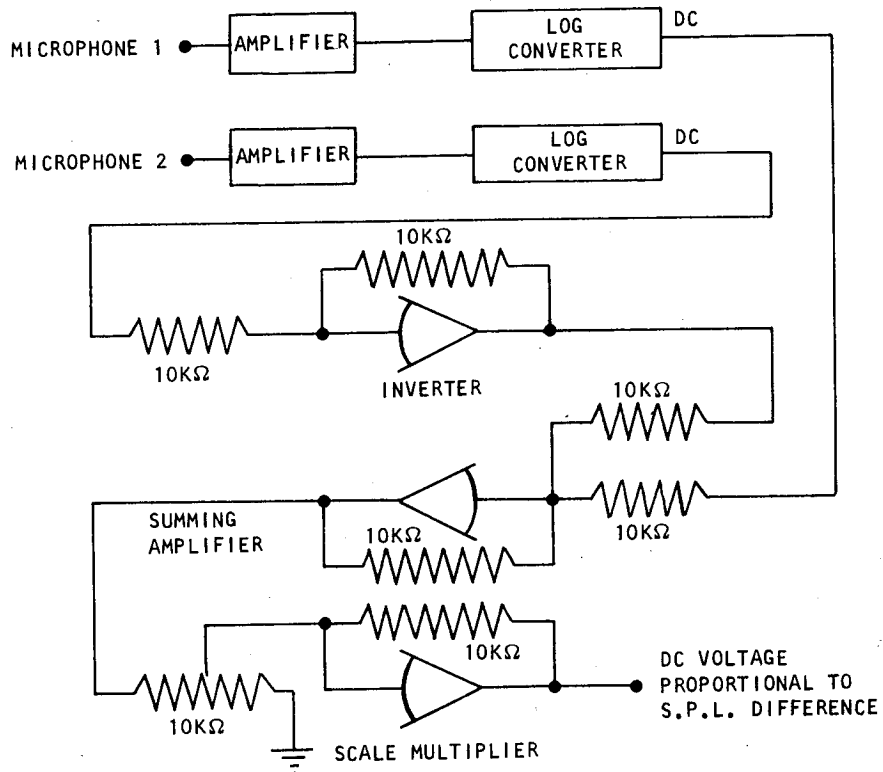 MICROPHONE 1
AMPLIFIER
LOG
CONVERTER
DC
MICROPHONE 2
AMPLIFIER
LOG
CONVERTER
DC
10KΩ
10KΩ
INVERTER
10KΩ
10KΩ
SUMMING
AMPLIFIER
10KΩ
10KΩ
10KΩ
SCALE MULTIPLIER
DC VOLTAGE
PROPORTIONAL TO
S.P.L. DIFFERENCE